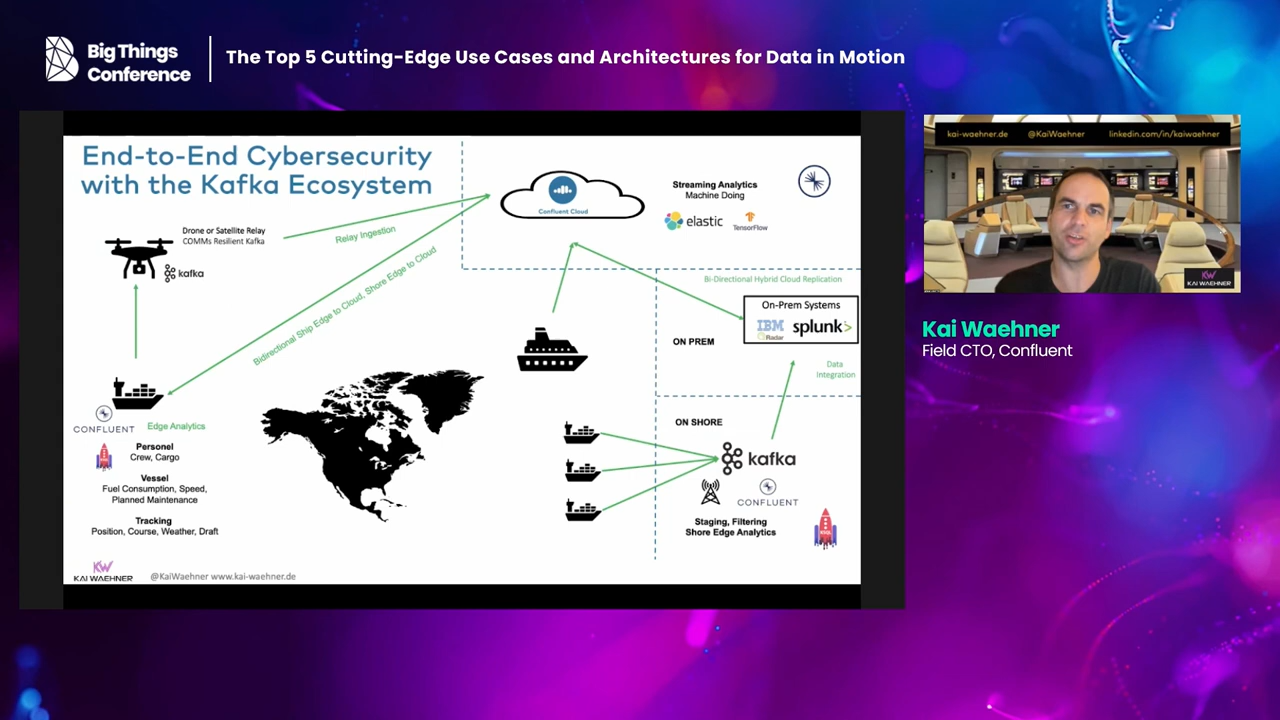 Big Things
Conference
The Top 5 Cutting-Edge Use Cases and Architectures for Data in Motion
End-to-End Cybersecurity
with the Kafka Ecosystem
Drone or Satellite Relay
COMMs Resilient Kafka
kafka
Relay Ingestion
Bidirectional Ship Edge to Cloud, Shore Edge to Cloud
Confluent Cloud
Streaming Analytics
Machine Doing
elastic
TensorFlow
Bi-Directional Hybrid Cloud Replication
On-Prem Systems
IBM
Radar
splunk>
ON PREM
Data
Integration
CONFLUENT
Edge Analytics
Personel
Crew, Cargo
Vessel
Fuel Consumption, Speed,
Planned Maintenance
Tracking
Position, Course, Weather, Draft
ON SHORE
kafka
CONFLUENT
Staging, Filtering
Shore Edge Analytics
KAI WAEHNER
@KaiWaehner www.kai-waehner.de
kai-waehner.de @KaiWaehner linkedin.com/in/kaiwaehner
KW
KAI WAEHNER
Kai Waehner
Field CTO, Confluent